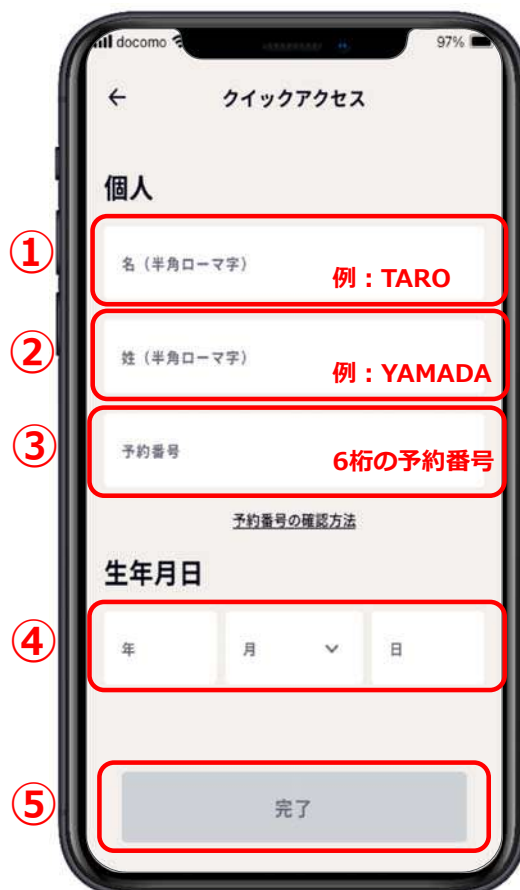 docomo 97%
← クイックアクセス
個人
① 名（半角ローマ字） 例：TARO
② 姓（半角ローマ字） 例：YAMADA
③ 予約番号 6桁の予約番号
予約番号の確認方法
生年月日
④ 年 月 日
⑤ 完了